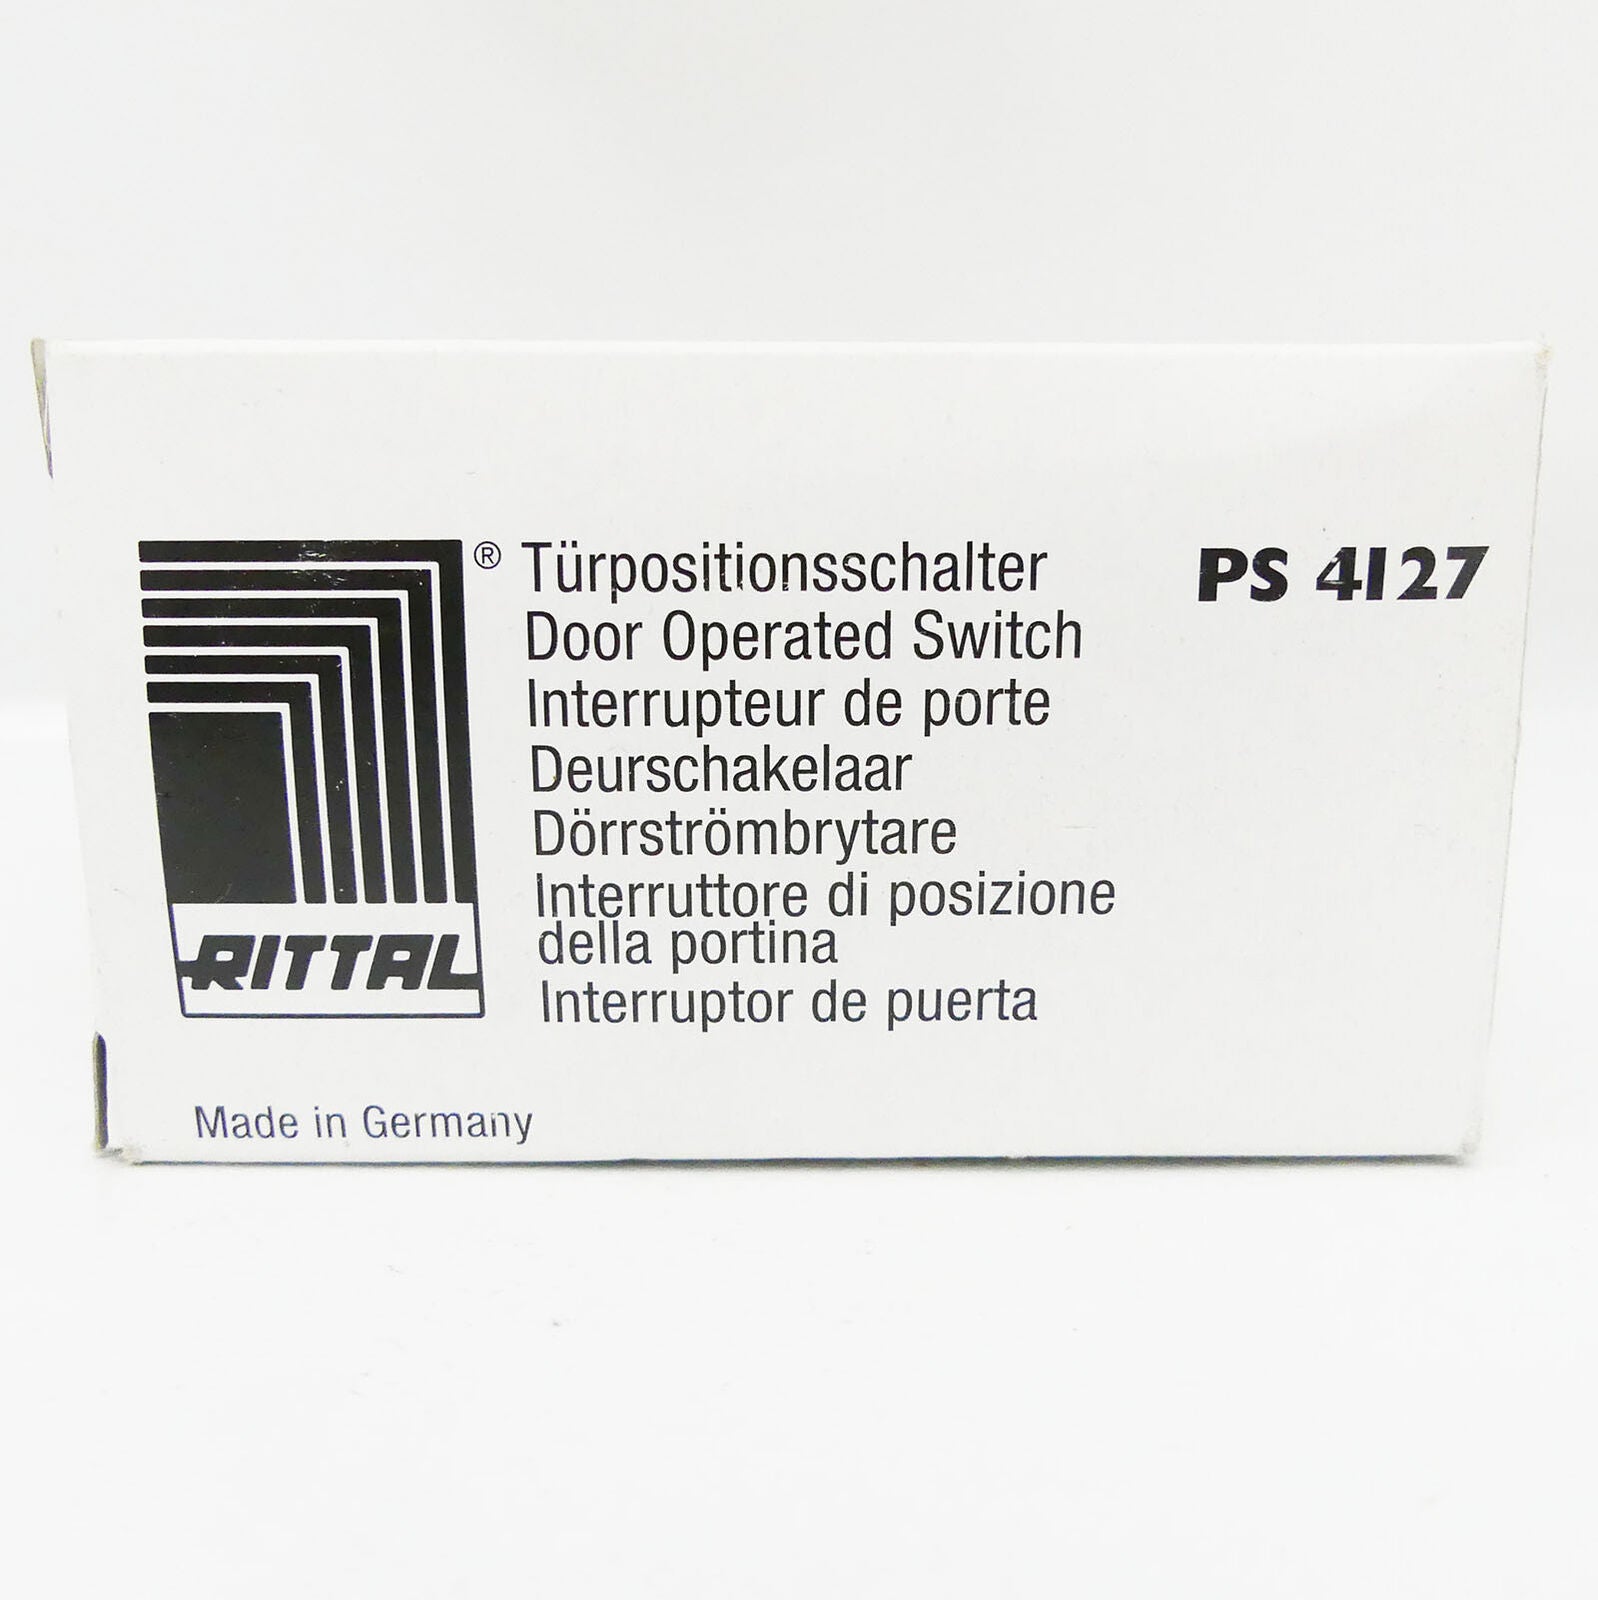 ® Türpositionsschalter PS 4127
Door Operated Switch
Interrupteur de porte
Deurschakelaar
Dörrströmbrytare
Interruttore di posizione
della portina
Interruptor de puerta
RITTAL
Made in Germany